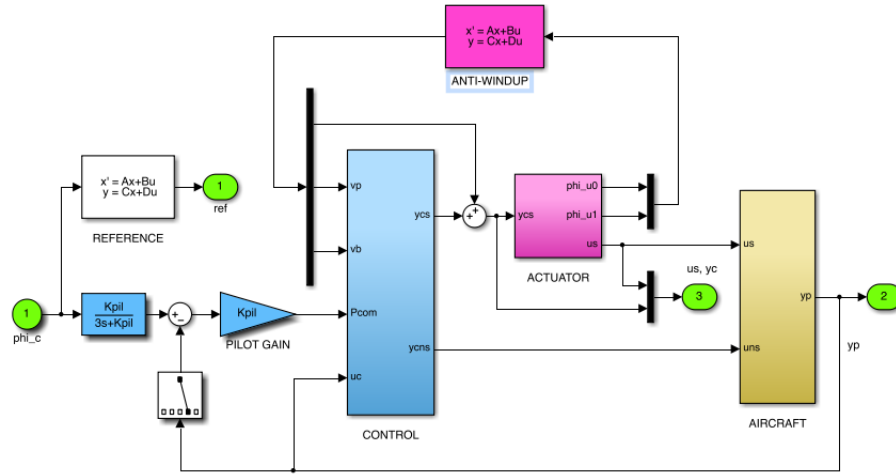 x' = Ax+Bu
y = Cx+Du
ANTI-WINDUP
x' = Ax+Bu
y = Cx+Du
REFERENCE
1
ref
vp
vb
Pcom
uc
ycs
ycns
CONTROL
+
+
ycs
phi_u0
phi_u1
us
ACTUATOR
us, yc
3
us
uns
yp
AIRCRAFT
2
yp
1
phi_c
Kpil
3s+Kpil
+
−
Kpil
PILOT GAIN